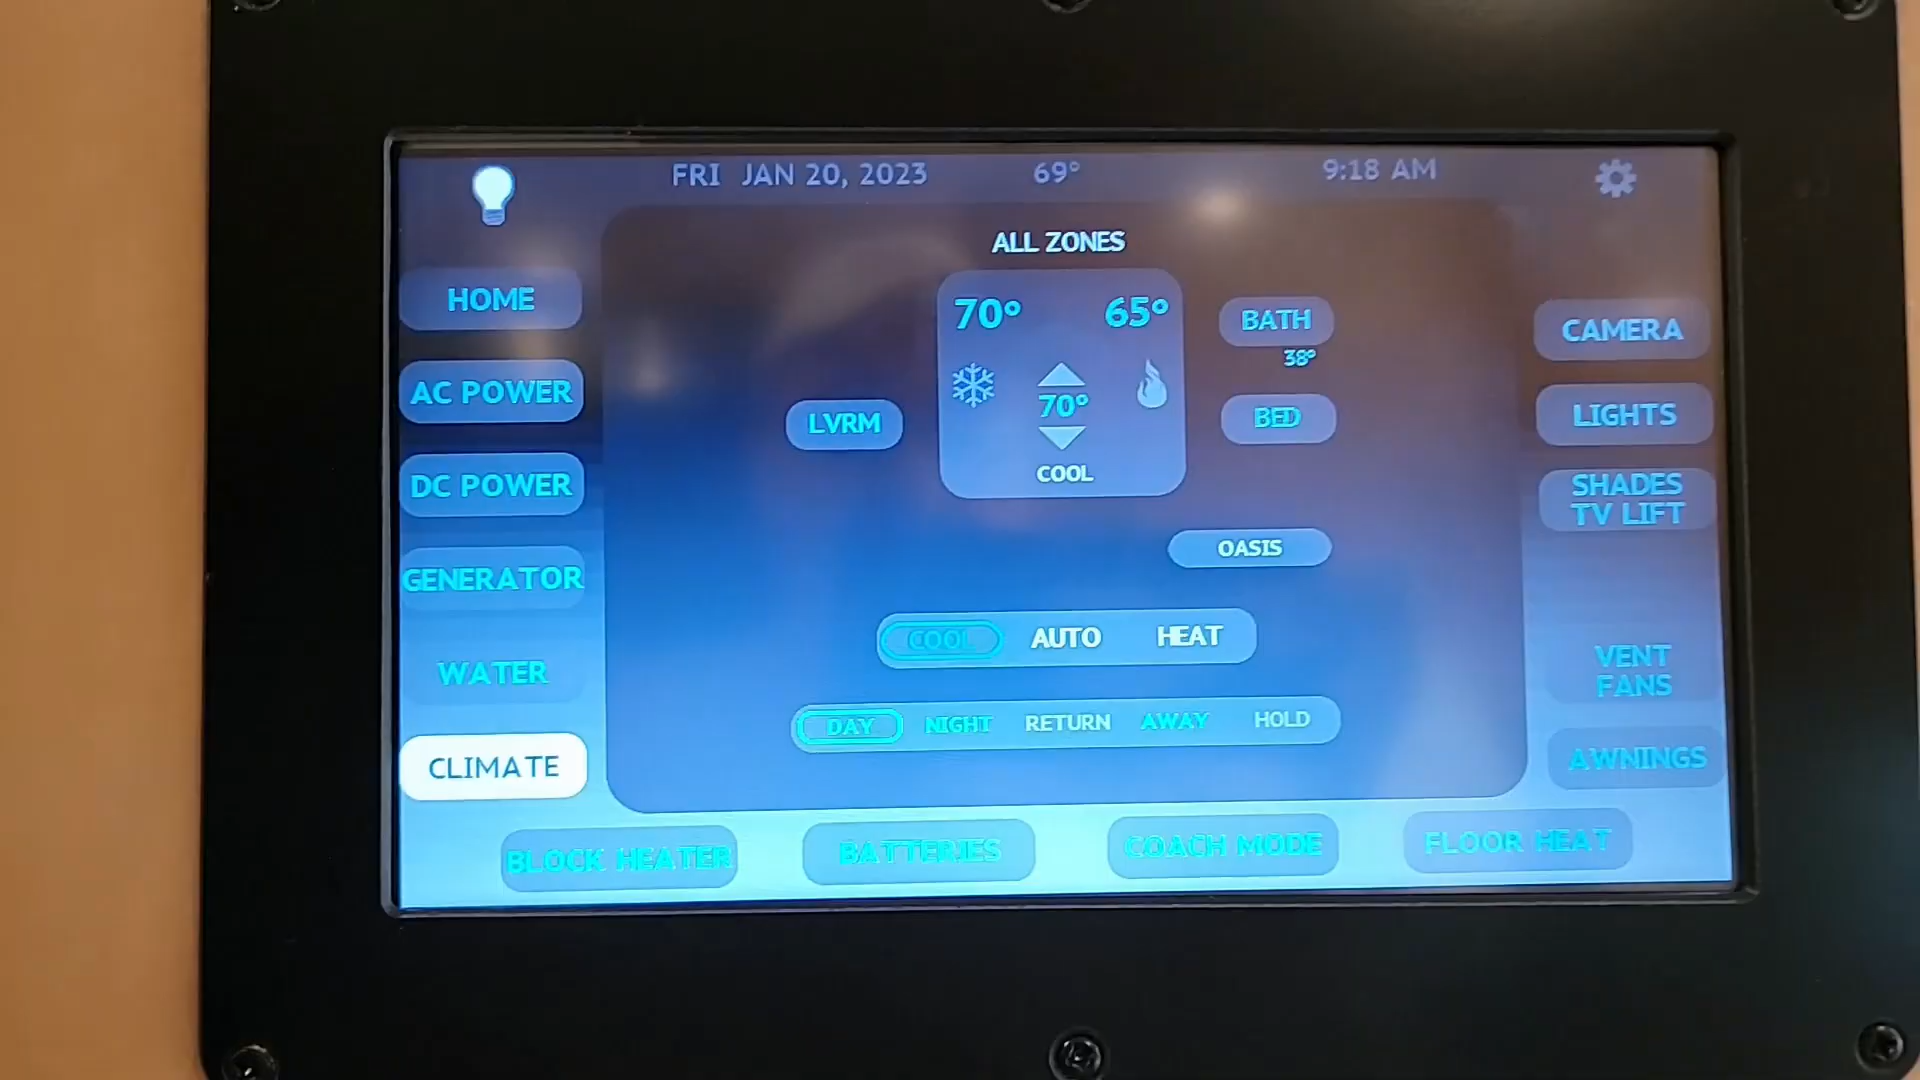 FRI JAN 20, 2023 69° 9:18 AM
ALL ZONES
HOME
AC POWER
DC POWER
GENERATOR
WATER
CLIMATE
70° 65°
70°
COOL
LVRM
BATH
38°
BED
OASIS
COOL AUTO HEAT
DAY NIGHT RETURN AWAY HOLD
CAMERA
LIGHTS
SHADES
TV LIFT
VENT
FANS
AWNINGS
BLOCK HEATER BATTERIES COACH MODE FLOOR HEAT